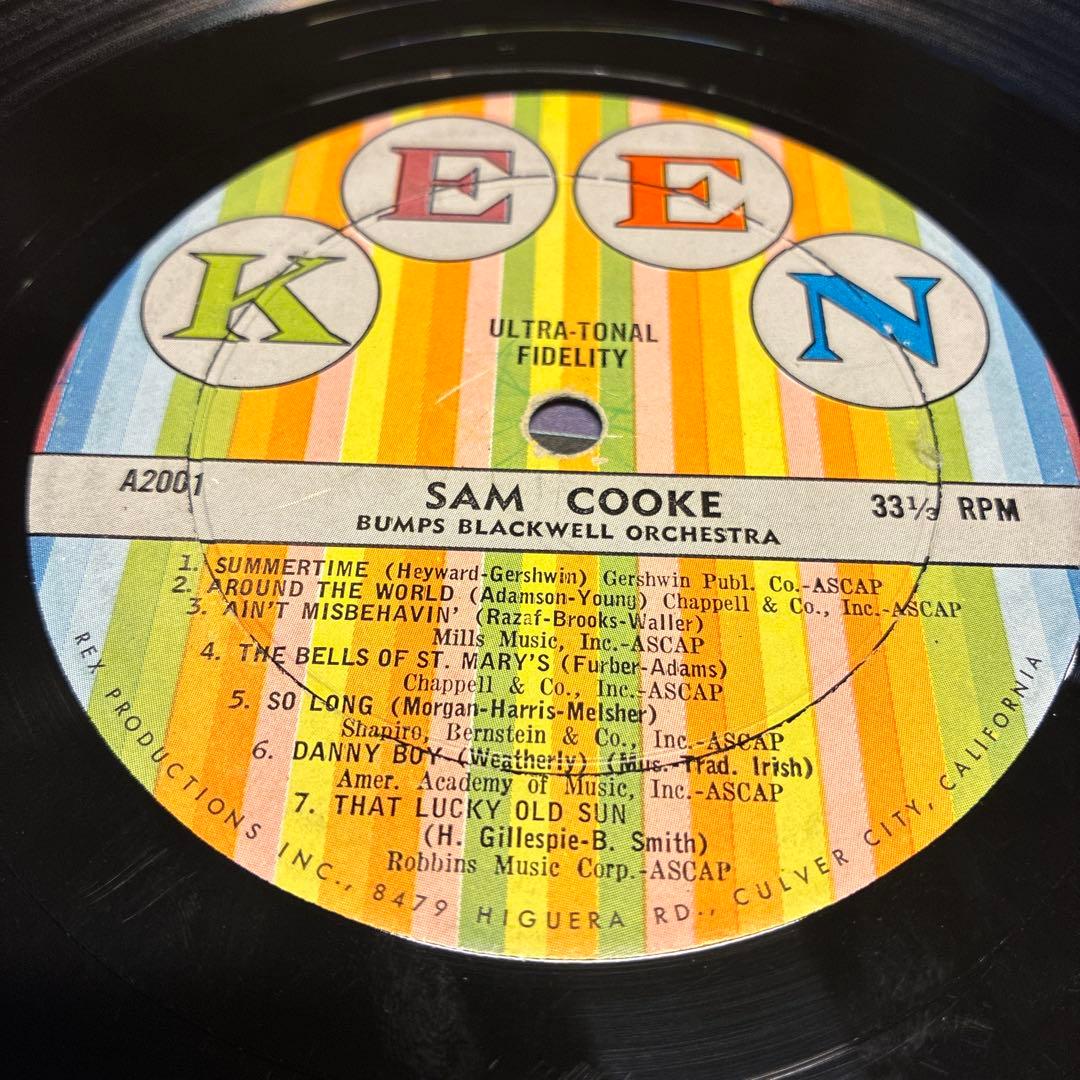 KEEN
ULTRA-TONAL
FIDELITY
A2001
SAM COOKE
33⅓ RPM
BUMPS BLACKWELL ORCHESTRA
1. SUMMERTIME (Heyward-Gershwin) Gershwin Publ. Co.-ASCAP
2. AROUND THE WORLD (Adamson-Young) Chappell & Co., Inc.-ASCAP
3. AIN'T MISBEHAVIN' (Razaf-Brooks-Waller)
Mills Music, Inc.-ASCAP
4. THE BELLS OF ST. MARY'S (Furber-Adams)
Chappell & Co., Inc.-ASCAP
5. SO LONG (Morgan-Harris-Melsher)
Shapiro, Bernstein & Co., Inc.-ASCAP
6. DANNY BOY (Weatherly) (Mus.-Trad. Irish)
Amer. Academy of Music, Inc.-ASCAP
7. THAT LUCKY OLD SUN
(H. Gillespie-B. Smith)
Robbins Music Corp.-ASCAP
REX PRODUCTIONS INC., 8479 HIGUERA RD., CULVER CITY, CALIFORNIA